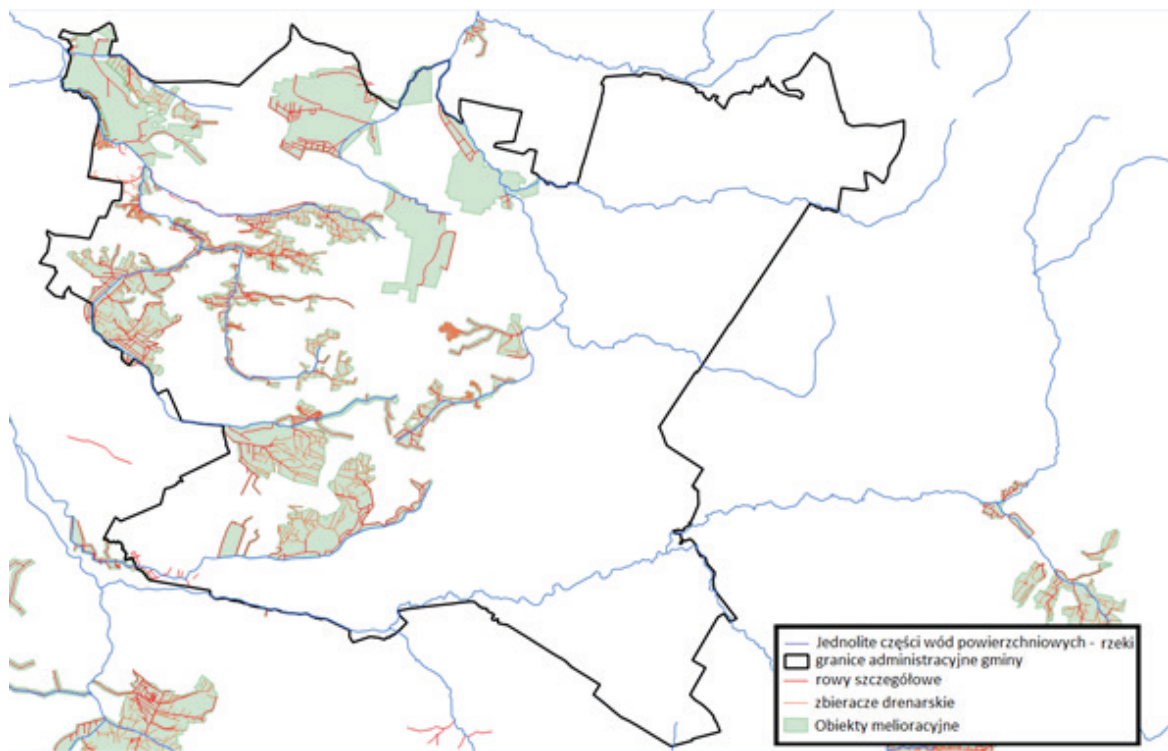 Jednolite części wód powierzchniowych - rzeki
granice administracyjne gminy
rowy szczegółowe
zbieracze drenarskie
Obiekty melioracyjne